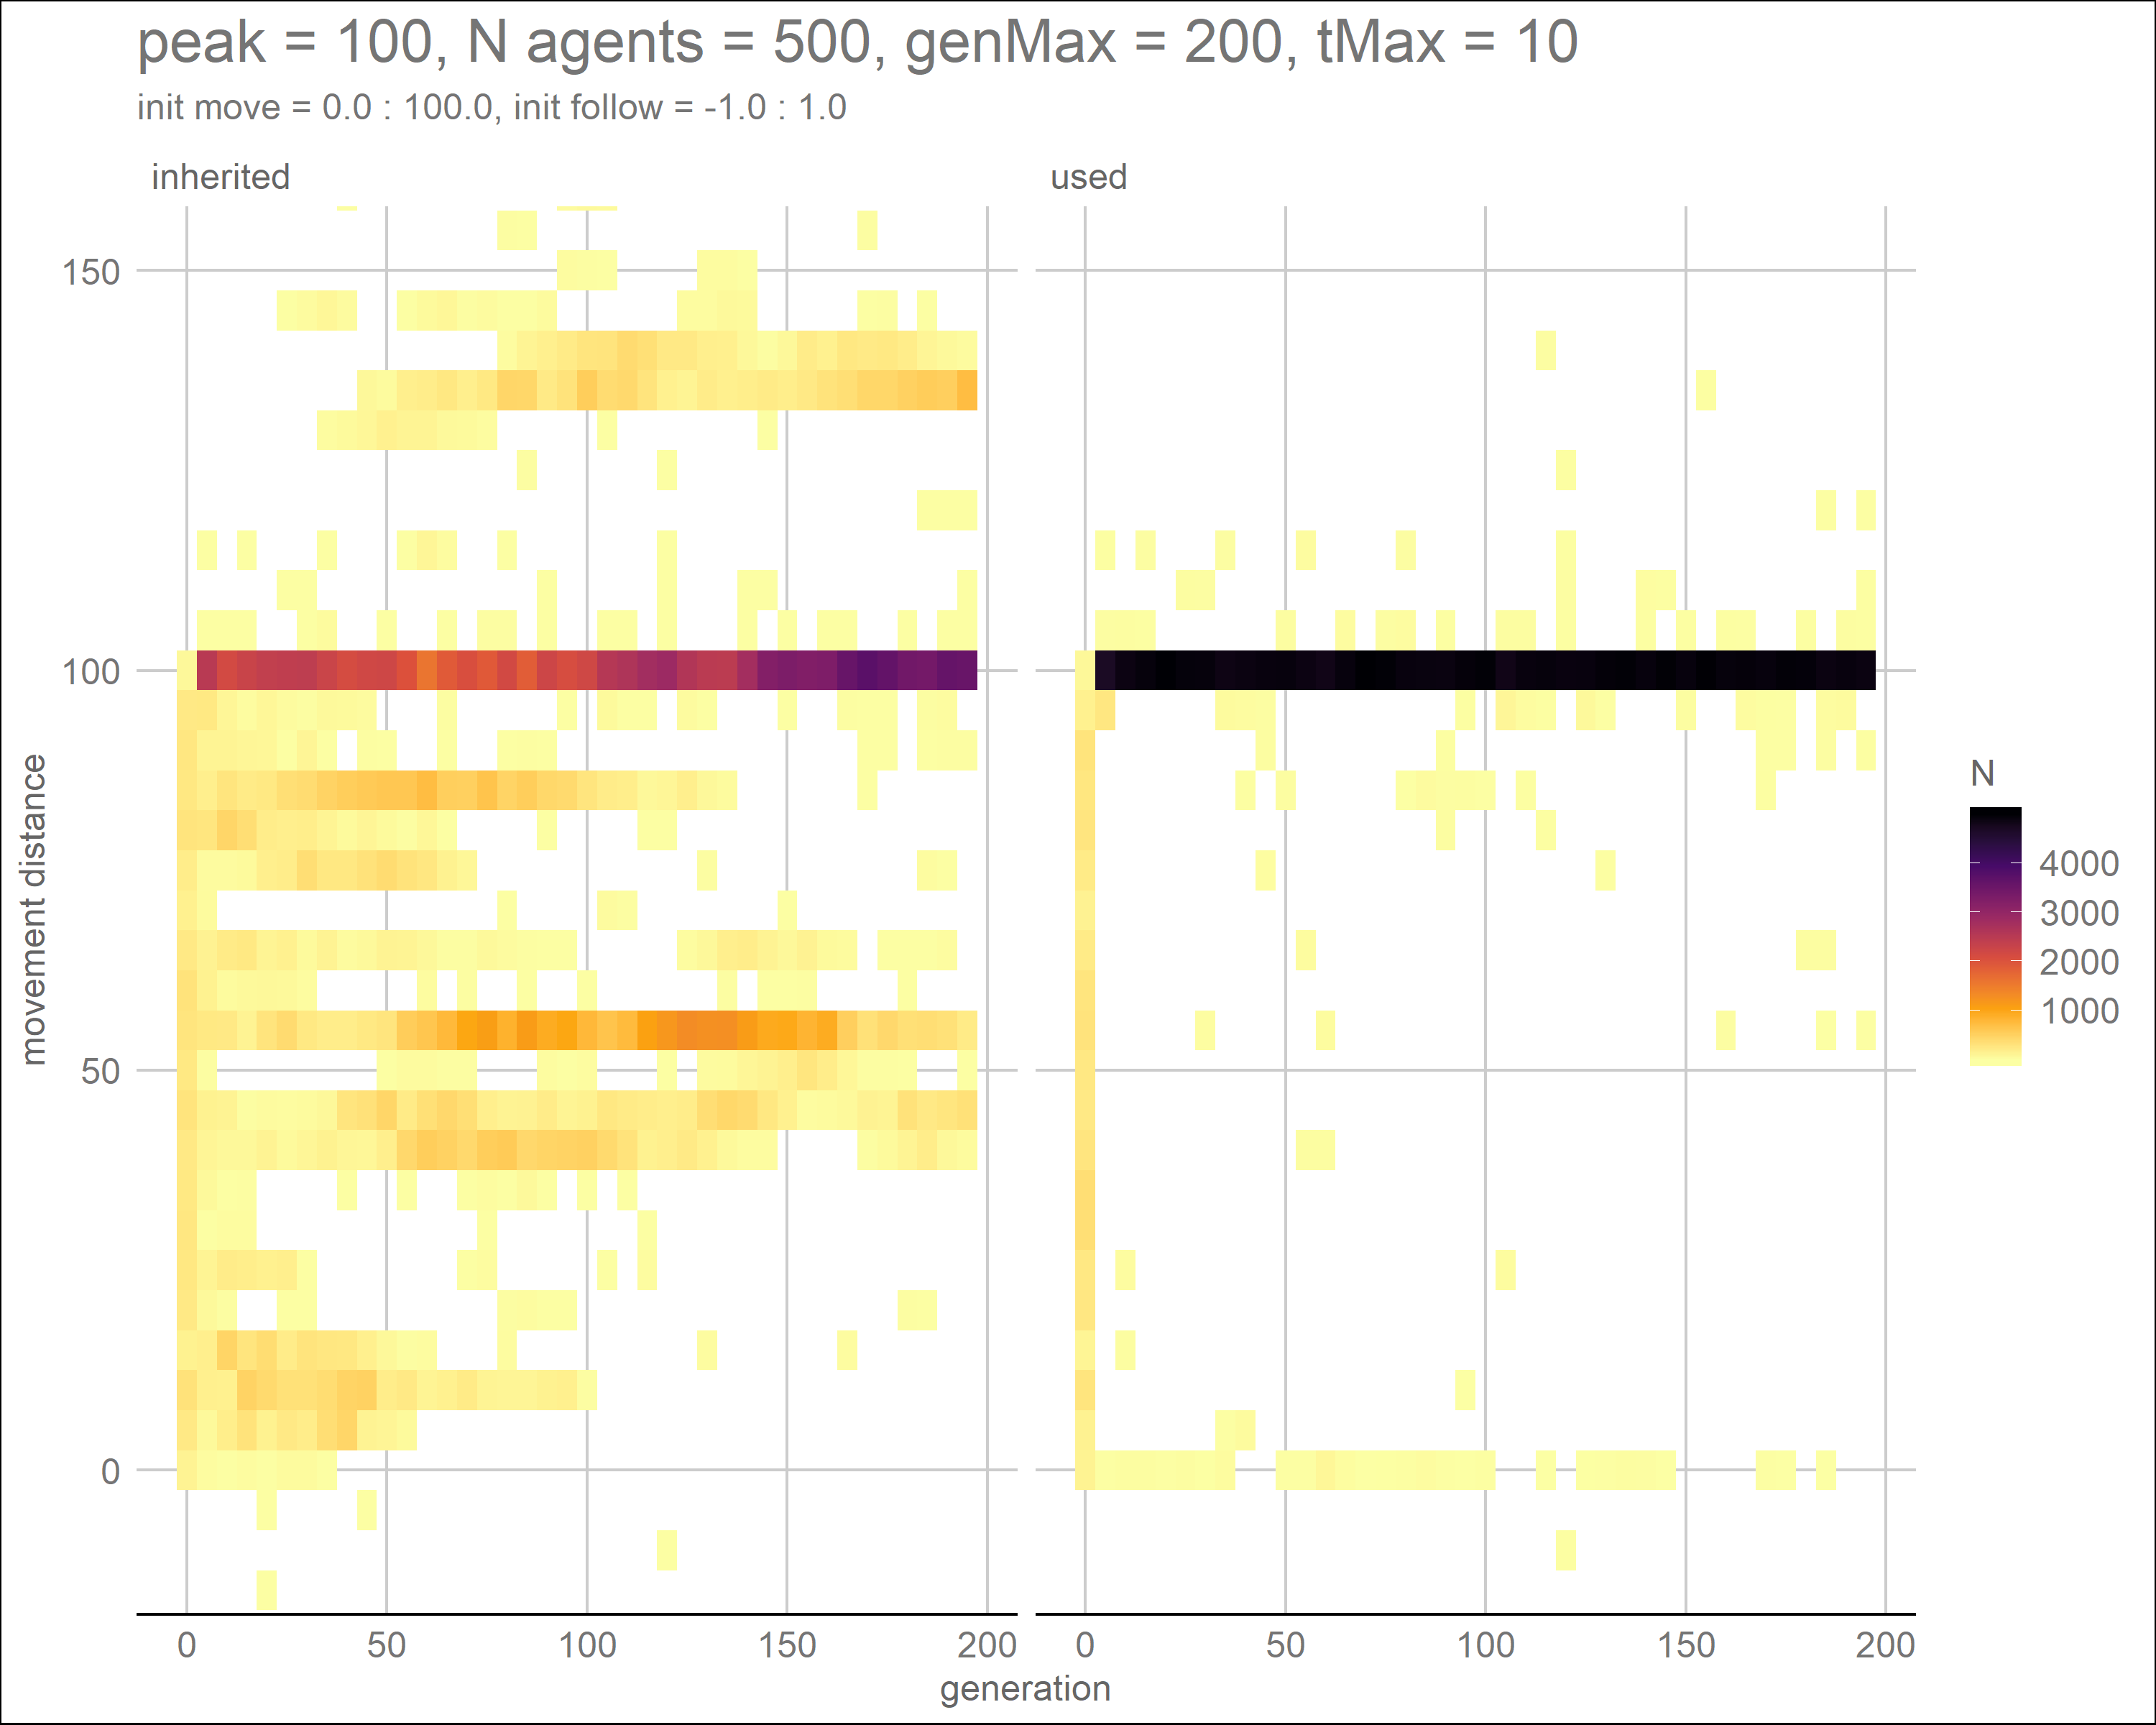 peak = 100, N agents = 500, genMax = 200, tMax = 10
init move = 0.0 : 100.0, init follow = -1.0 : 1.0
inherited
used
movement distance
150
100
50
0
0
50
100
150
200
0
50
100
150
200
generation
N
4000
3000
2000
1000